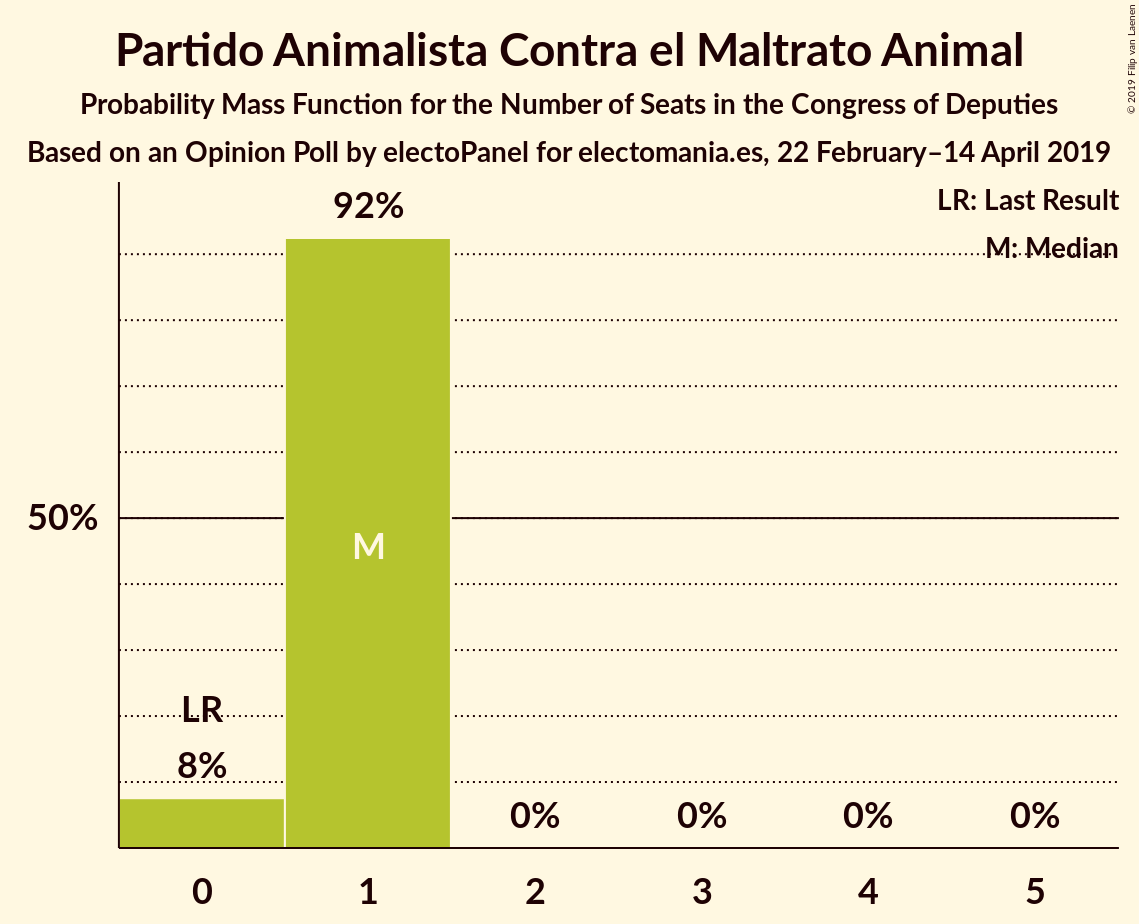 Partido Animalista Contra el Maltrato Animal
Probability Mass Function for the Number of Seats in the Congress of Deputies
Based on an Opinion Poll by electoPanel for electomania.es, 22 February–14 April 2019
© 2019 Filip van Laenen
LR: Last Result
M: Median
92%
50%
M
LR
8%
0%
0%
0%
0%
0
1
2
3
4
5